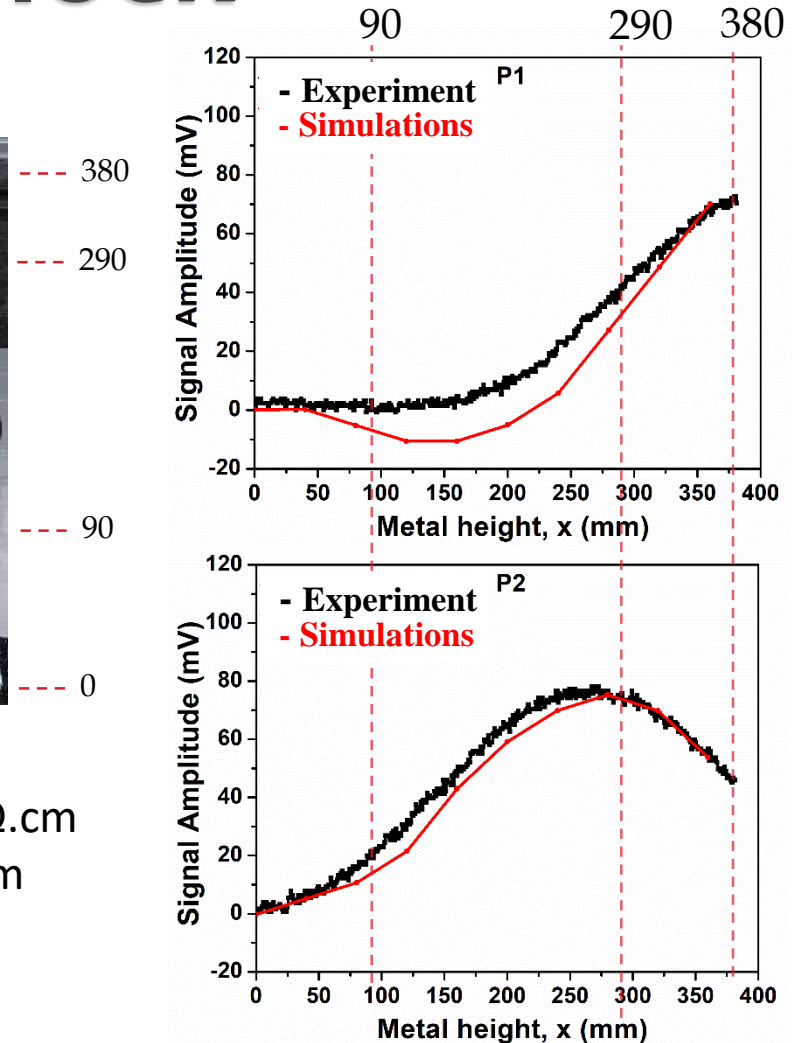 90 290 380
380
290
90
0
.cm
P1
- Experiment
- Simulations
Signal Amplitude (mV)
120
100
80
60
40
20
0
-20
0 50 100 150 200 250 300 350 400
Metal height, x (mm)
P2
- Experiment
- Simulations
Signal Amplitude (mV)
120
100
80
60
40
20
0
-20
0 50 100 150 200 250 300 350 400
Metal height, x (mm)